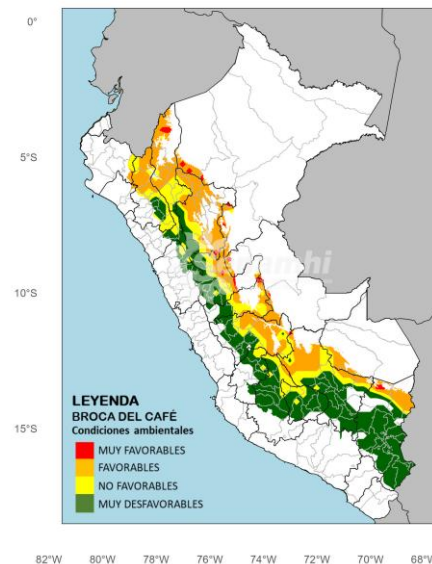 0°
5°S
10°S
15°S
senamhi
LEYENDA
BROCA DEL CAFÉ
Condiciones ambientales
MUY FAVORABLES
FAVORABLES
NO FAVORABLES
MUY DESFAVORABLES
82°W 80°W 78°W 76°W 74°W 72°W 70°W 68°W